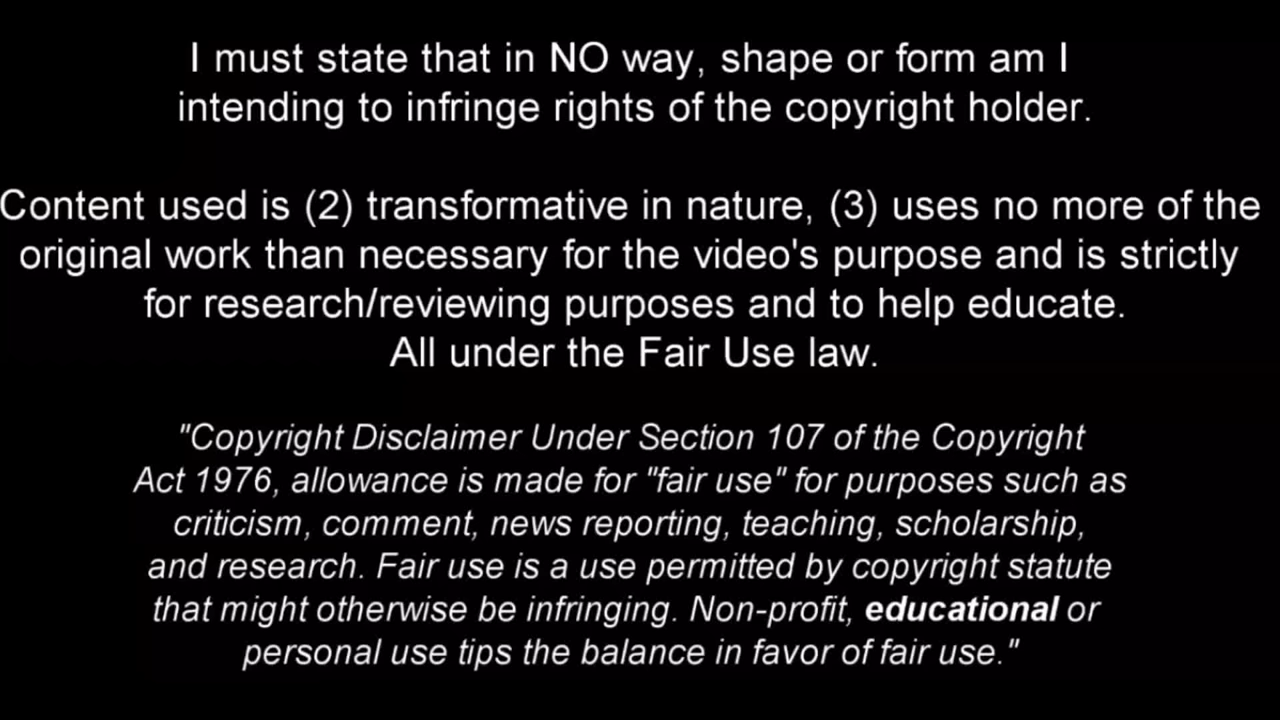 I must state that in NO way, shape or form am I
intending to infringe rights of the copyright holder.
Content used is (2) transformative in nature, (3) uses no more of the
original work than necessary for the video's purpose and is strictly
for research/reviewing purposes and to help educate.
All under the Fair Use law.
"Copyright Disclaimer Under Section 107 of the Copyright
Act 1976, allowance is made for "fair use" for purposes such as
criticism, comment, news reporting, teaching, scholarship,
and research. Fair use is a use permitted by copyright statute
that might otherwise be infringing. Non-profit, educational or
personal use tips the balance in favor of fair use."